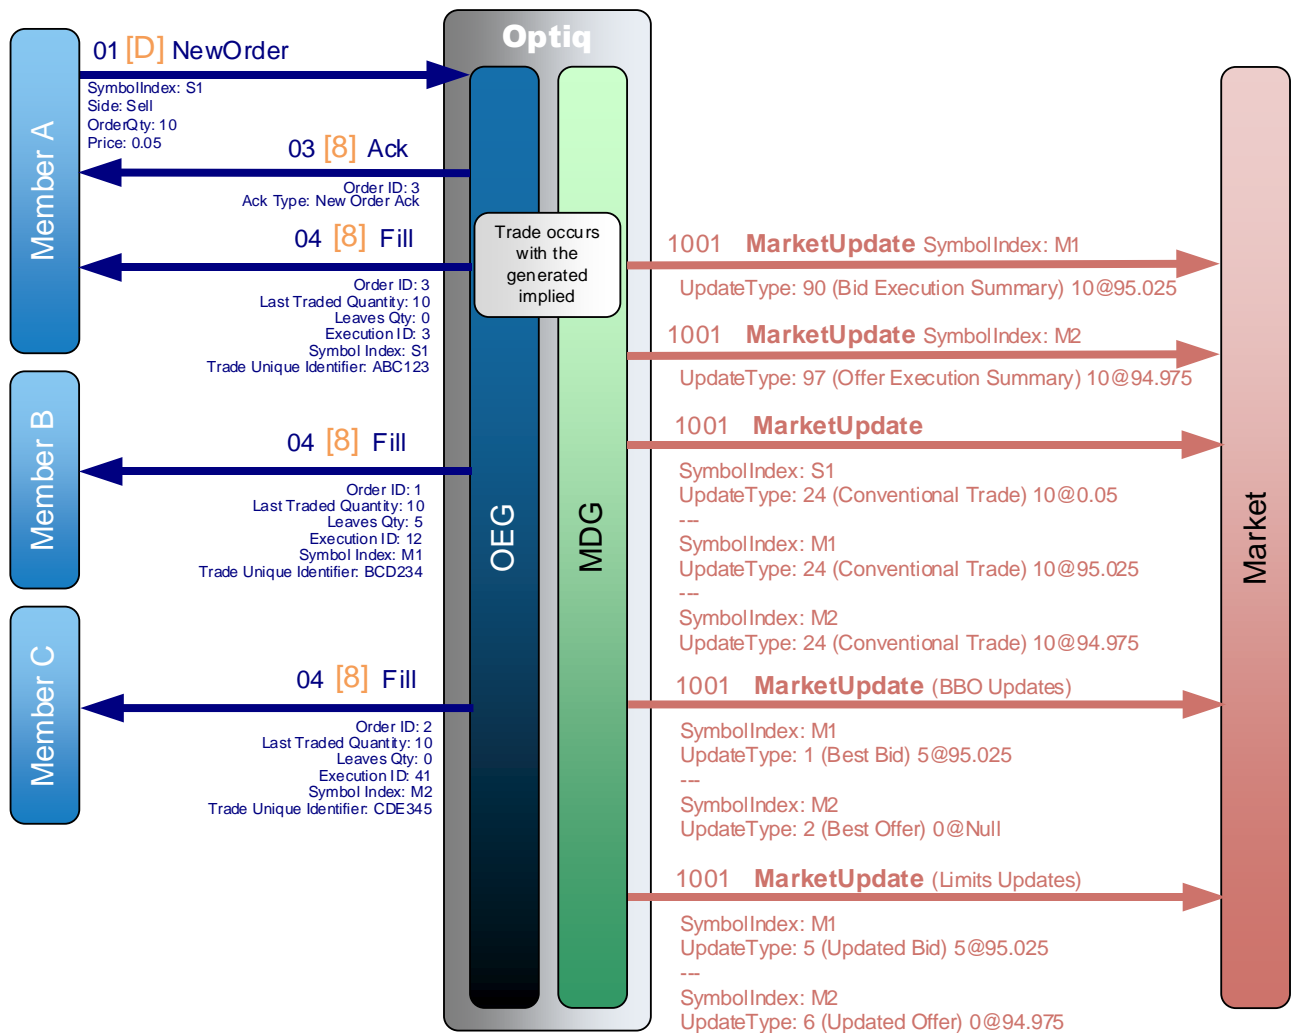 Optiq
Member A
01 [D] NewOrder
SymbolIndex: S1
Side: Sell
OrderQty: 10
Price: 0.05
03 [8] Ack
Order ID: 3
Ack Type: New Order Ack
04 [8] Fill
Order ID: 3
Last Traded Quantity: 10
Leaves Qty: 0
Execution ID: 3
Symbol Index: S1
Trade Unique Identifier: ABC123
Member B
04 [8] Fill
Order ID: 1
Last Traded Quantity: 10
Leaves Qty: 5
Execution ID: 12
Symbol Index: M1
Trade Unique Identifier: BCD234
Member C
04 [8] Fill
Order ID: 2
Last Traded Quantity: 10
Leaves Qty: 0
Execution ID: 41
Symbol Index: M2
Trade Unique Identifier: CDE345
Trade occurs
with the
generated
implied
OEG
MDG
1001 MarketUpdate SymbolIndex: M1
UpdateType: 90 (Bid Execution Summary) 10@95.025
1001 MarketUpdate SymbolIndex: M2
UpdateType: 97 (Offer Execution Summary) 10@94.975
1001 MarketUpdate
SymbolIndex: S1
UpdateType: 24 (Conventional Trade) 10@0.05
---
SymbolIndex: M1
UpdateType: 24 (Conventional Trade) 10@95.025
---
SymbolIndex: M2
UpdateType: 24 (Conventional Trade) 10@94.975
1001 MarketUpdate (BBO Updates)
SymbolIndex: M1
UpdateType: 1 (Best Bid) 5@95.025
---
SymbolIndex: M2
UpdateType: 2 (Best Offer) 0@Null
1001 MarketUpdate (Limits Updates)
SymbolIndex: M1
UpdateType: 5 (Updated Bid) 5@95.025
---
SymbolIndex: M2
UpdateType: 6 (Updated Offer) 0@94.975
Market